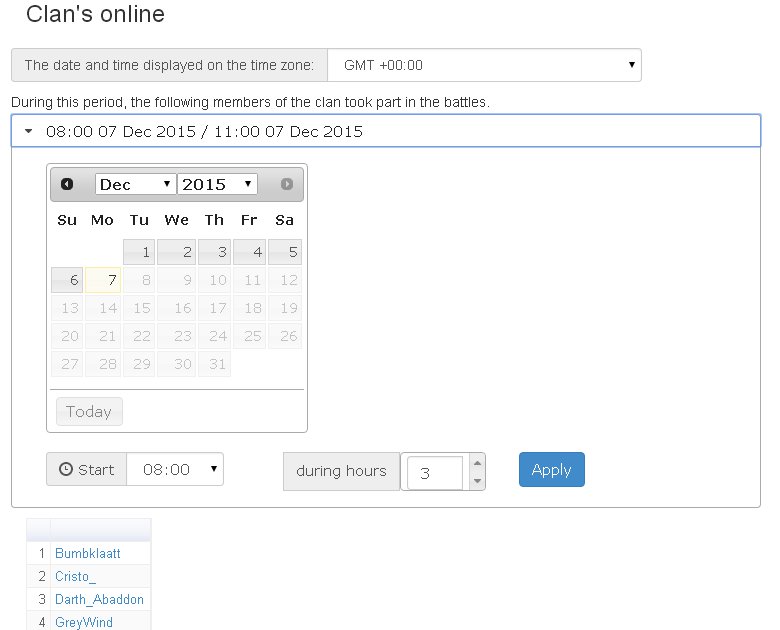 Clan's online
The date and time displayed on the time zone: GMT +00:00
During this period, the following members of the clan took part in the battles.
08:00 07 Dec 2015 / 11:00 07 Dec 2015
Dec 2015
Su Mo Tu We Th Fr Sa
1 2 3 4 5
6 7 8 9 10 11 12
13 14 15 16 17 18 19
20 21 22 23 24 25 26
27 28 29 30 31
Today
Start 08:00 during hours 3 Apply
1 Bumbklaatt
2 Cristo_
3 Darth_Abaddon
4 GreyWind